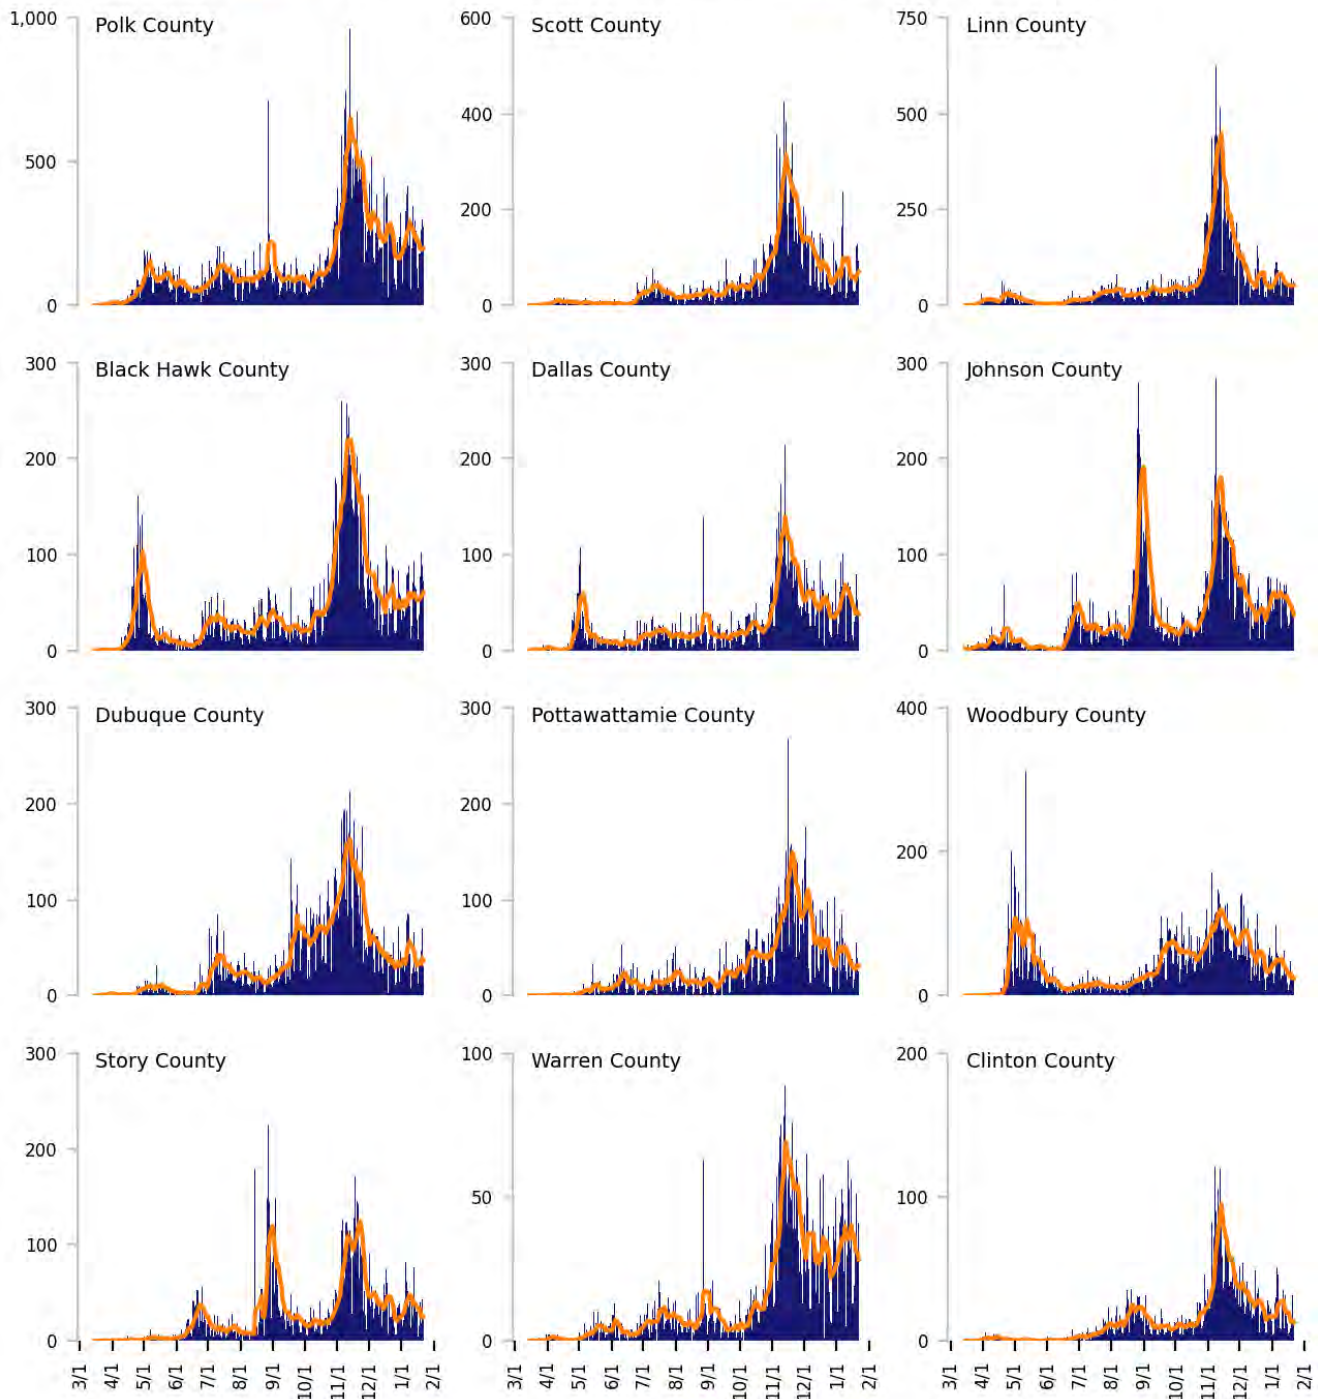 1,000
Polk County
500
0
600
Scott County
400
200
0
750
Linn County
500
250
0
300
Black Hawk County
200
100
0
300
Dallas County
200
100
0
300
Johnson County
200
100
0
300
Dubuque County
200
100
0
300
Pottawattamie County
200
100
0
400
Woodbury County
200
0
300
Story County
200
100
0
3/1 4/1 5/1 6/1 7/1 8/1 9/1 10/1 11/1 12/1 1/1 2/1
100
Warren County
50
0
3/1 4/1 5/1 6/1 7/1 8/1 9/1 10/1 11/1 12/1 1/1 2/1
200
Clinton County
100
0
3/1 4/1 5/1 6/1 7/1 8/1 9/1 10/1 11/1 12/1 1/1 2/1